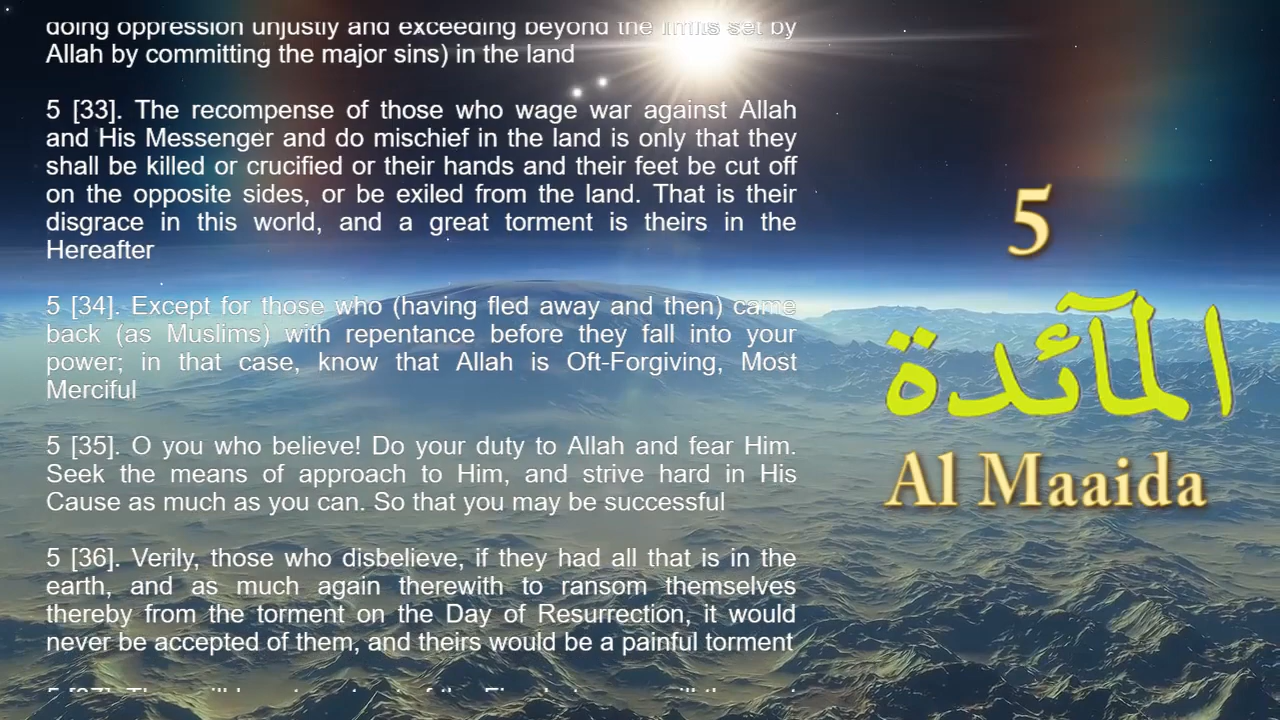 doing oppression unjustly and exceeding beyond the limits set by
Allah by committing the major sins) in the land
5 [33]. The recompense of those who wage war against Allah
and His Messenger and do mischief in the land is only that they
shall be killed or crucified or their hands and their feet be cut off
on the opposite sides, or be exiled from the land. That is their
disgrace in this world, and a great torment is theirs in the
Hereafter
5 [34]. Except for those who (having fled away and then) came
back (as Muslims) with repentance before they fall into your
power; in that case, know that Allah is Oft-Forgiving, Most
Merciful
5 [35]. O you who believe! Do your duty to Allah and fear Him.
Seek the means of approach to Him, and strive hard in His
Cause as much as you can. So that you may be successful
5 [36]. Verily, those who disbelieve, if they had all that is in the
earth, and as much again therewith to ransom themselves
thereby from the torment on the Day of Resurrection, it would
never be accepted of them, and theirs would be a painful torment
5
المآئدة
Al Maaida